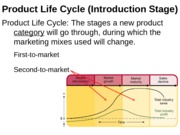 Product Life Cycle (Introduction Stage)
Product Life Cycle: The stages a new product
category will go through, during which the
marketing mixes used will change.
First-to-market
Second-to-market
Market
introduction
Market
growth
Market
maturity
Sales
decline
Total industry
sales
Total industry
profit
$ 0
Time